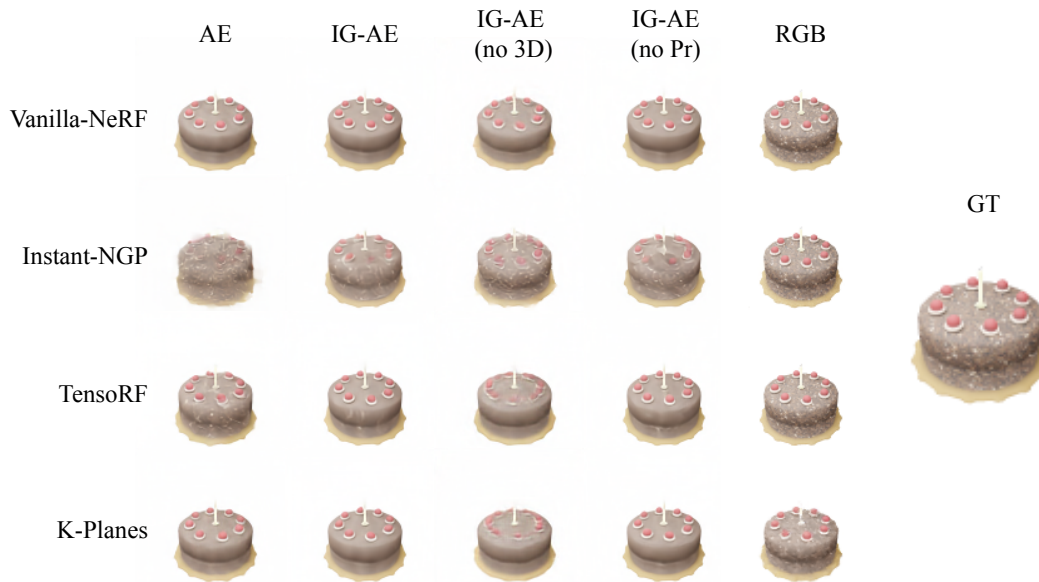 AE
IG-AE
IG-AE
(no 3D)
IG-AE
(no Pr)
RGB
Vanilla-NeRF
GT
Instant-NGP
TensoRF
K-Planes